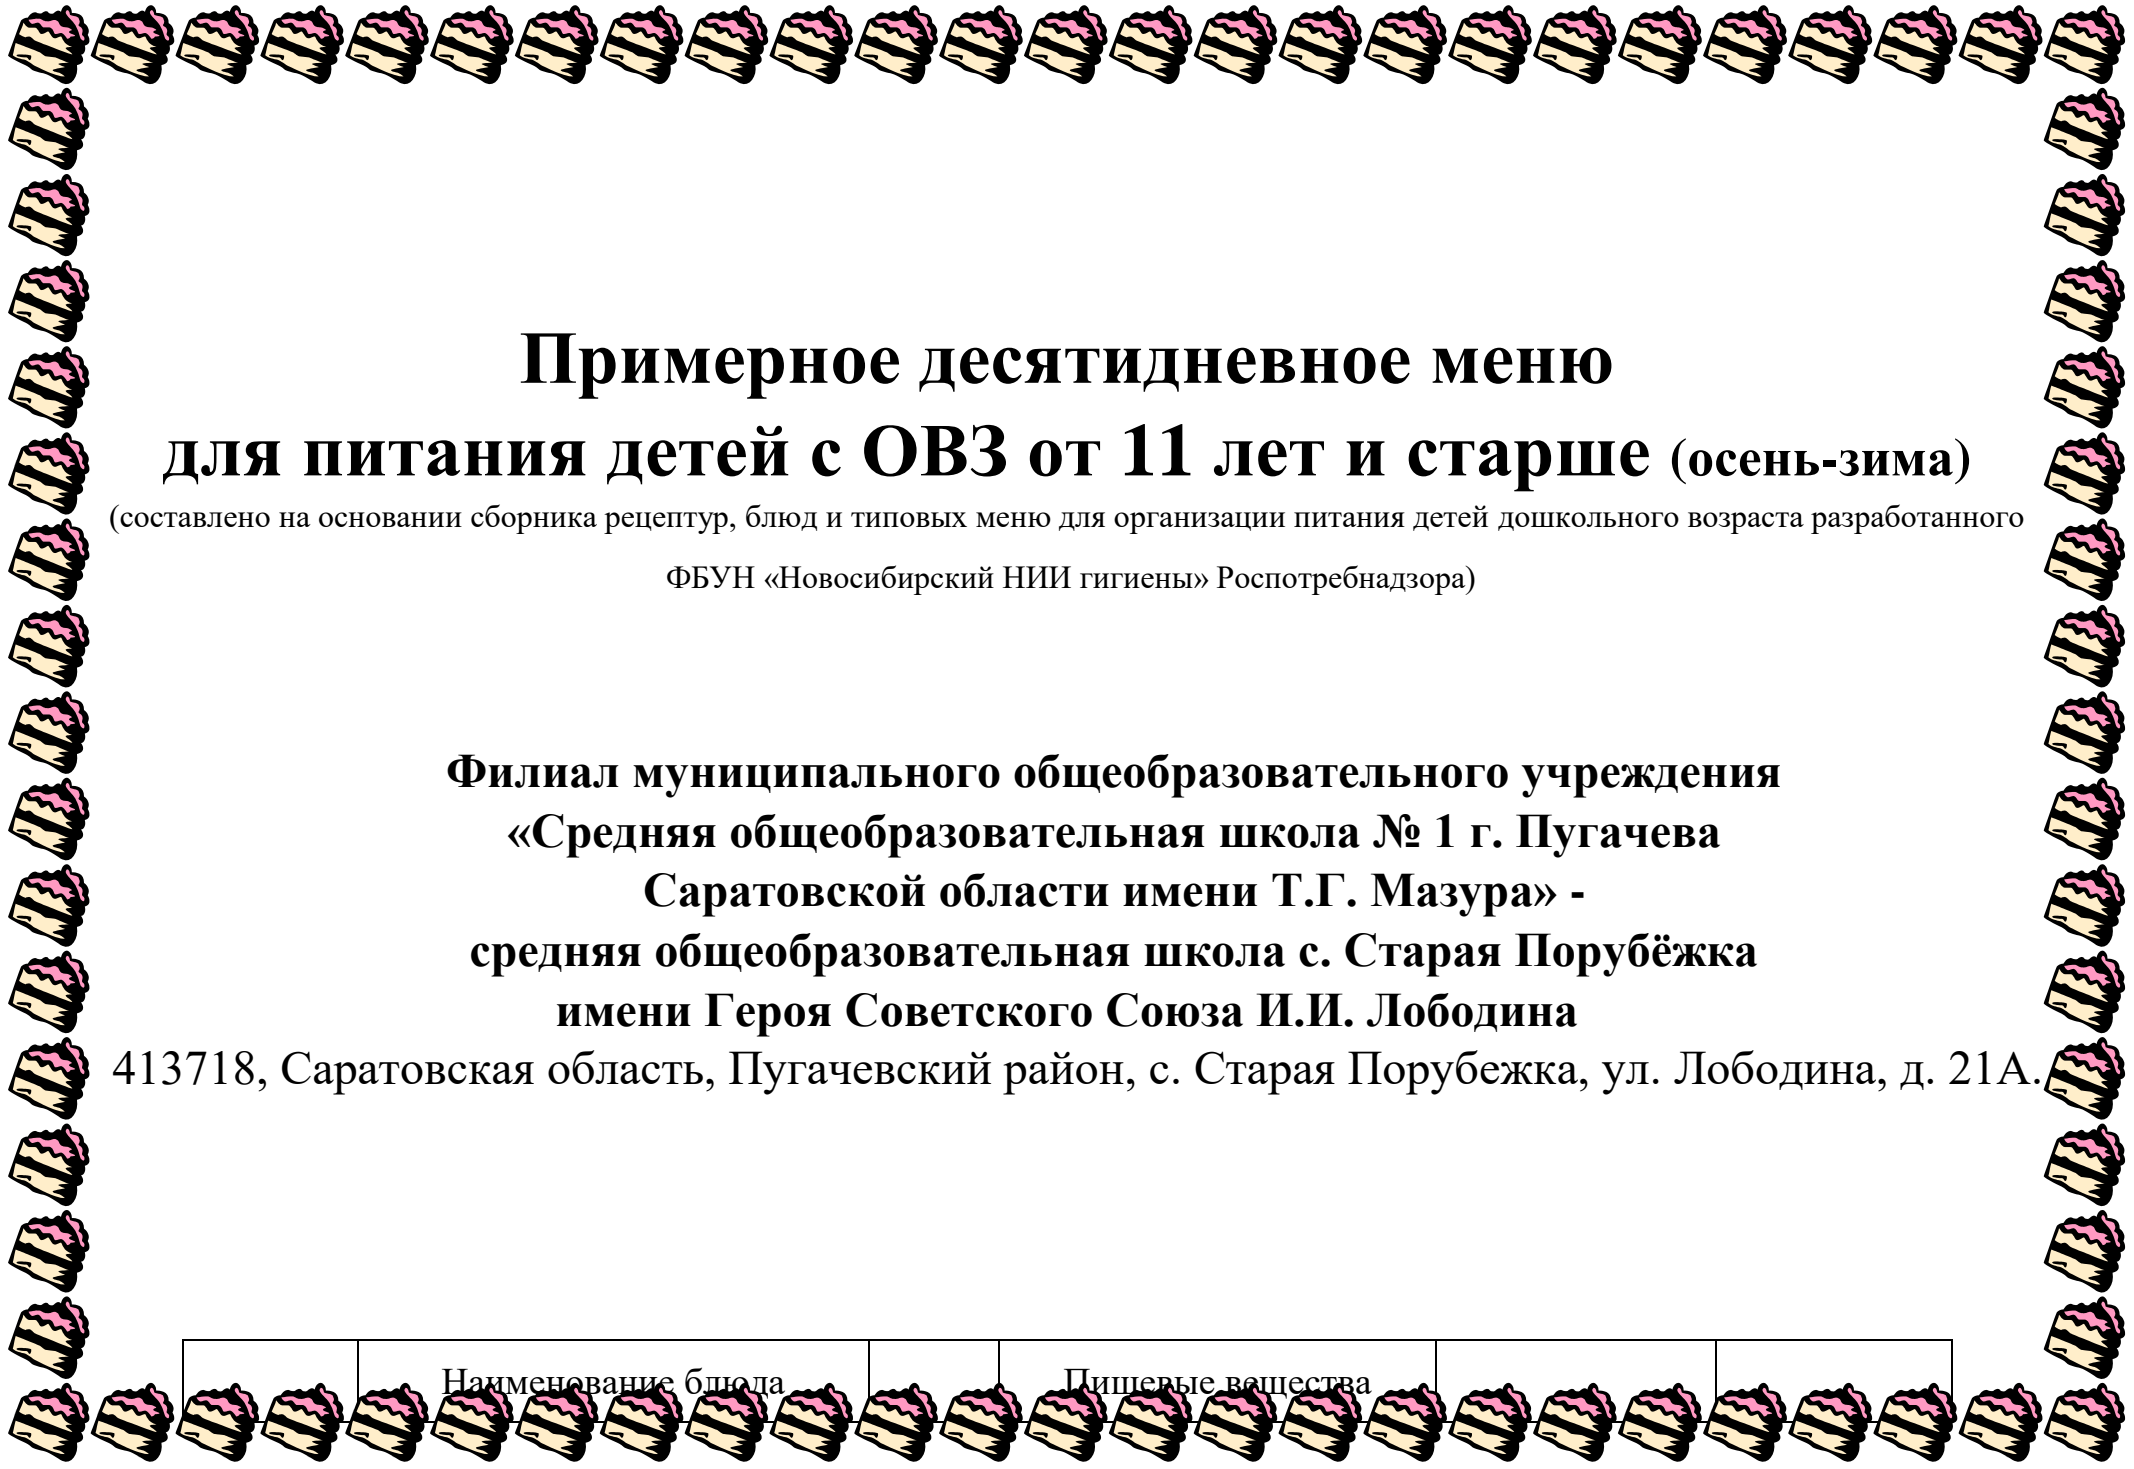 Примерное десятидневное меню
для питания детей с ОВЗ от 11 лет и старше (осень-зима)
(составлено на основании сборника рецептур, блюд и типовых меню для организации питания детей дошкольного возраста разработанного
ФБУН «Новосибирский НИИ гигиены» Роспотребнадзора)
Филиал муниципального общеобразовательного учреждения
«Средняя общеобразовательная школа № 1 г. Пугачева
Саратовской области имени Т.Г. Мазура» -
средняя общеобразовательная школа с. Старая Порубёжка
имени Героя Советского Союза И.И. Лободина
413718, Саратовская область, Пугачевский район, с. Старая Порубежка, ул. Лободина, д. 21А.
Наименование блюда Пищевые вещества